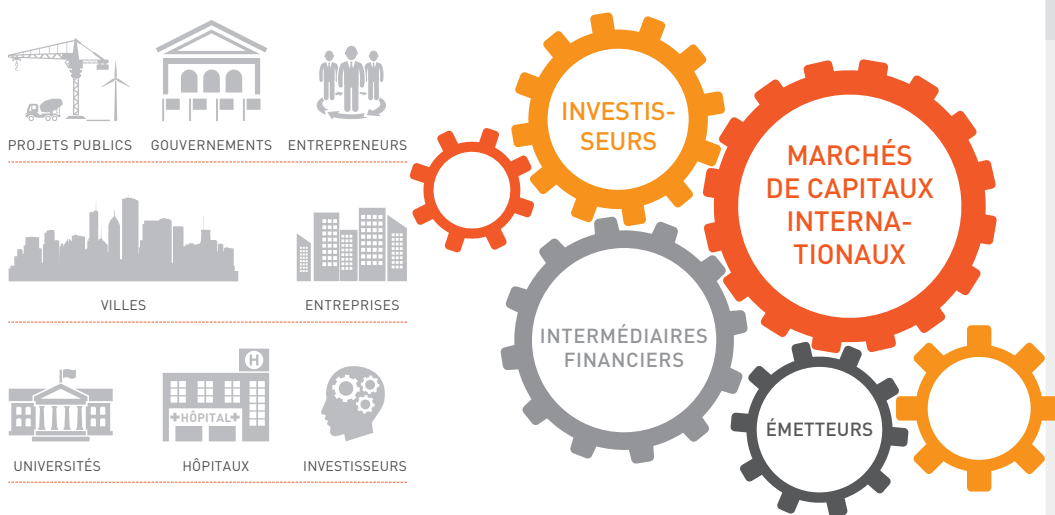 PROJETS PUBLICS
GOUVERNEMENTS
ENTREPRENEURS
VILLES
ENTREPRISES
H
+HÔPITAL+
UNIVERSITÉS
HÔPITAUX
INVESTISSEURS
INVESTIS-
SEURS
MARCHÉS
DE CAPITAUX
INTERNA-
TIONAUX
INTERMÉDIAIRES
FINANCIERS
ÉMETTEURS